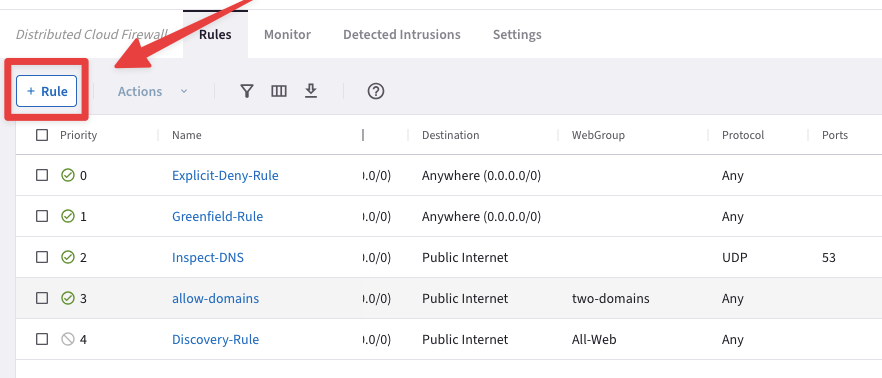 Distributed Cloud Firewall Rules Monitor Detected Intrusions Settings
+ Rule Actions
Priority Name Destination WebGroup Protocol Ports
0 Explicit-Deny-Rule .0/0) Anywhere (0.0.0.0/0) Any
1 Greenfield-Rule .0/0) Anywhere (0.0.0.0/0) Any
2 Inspect-DNS .0/0) Public Internet UDP 53
3 allow-domains .0/0) Public Internet two-domains Any
4 Discovery-Rule .0/0) Public Internet All-Web Any